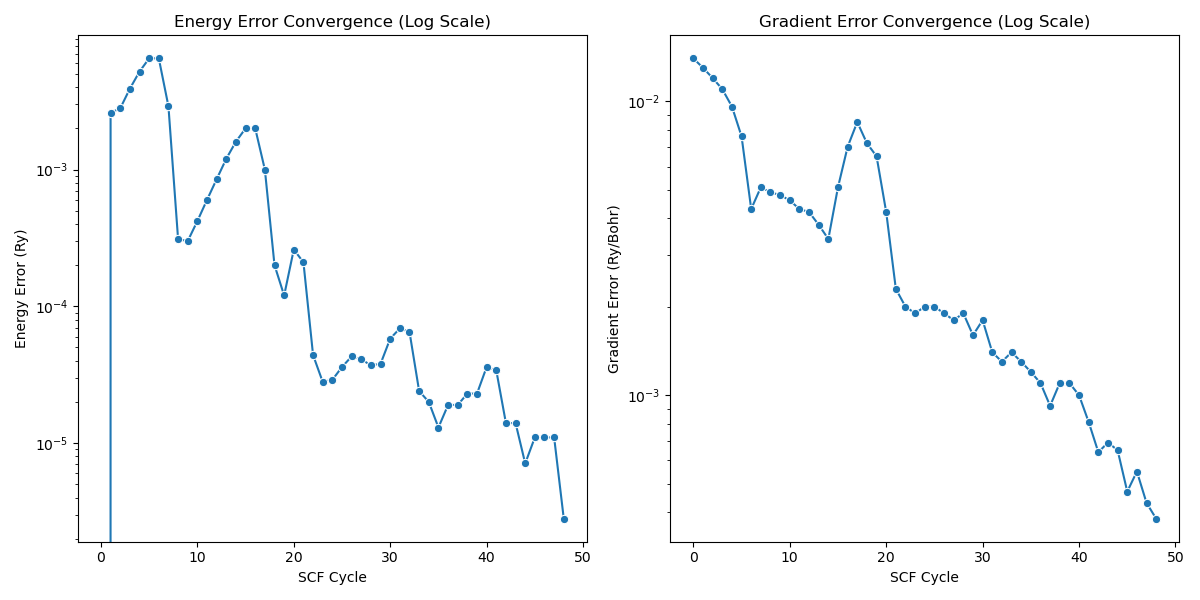 Energy Error Convergence (Log Scale)
Energy Error (Ry)
10⁻³
10⁻⁴
10⁻⁵
0 10 20 30 40 50
SCF Cycle
Gradient Error Convergence (Log Scale)
Gradient Error (Ry/Bohr)
10⁻²
10⁻³
0 10 20 30 40 50
SCF Cycle